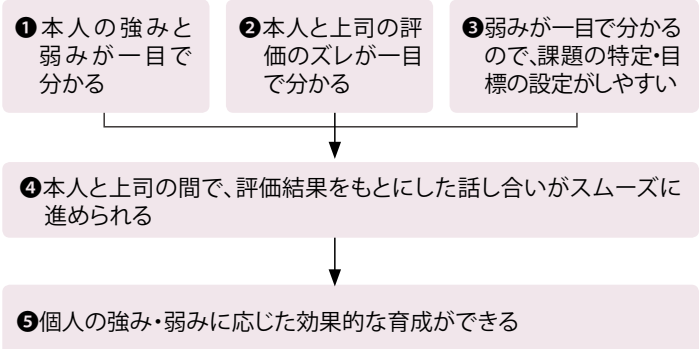 ❶本人の強みと
弱みが一目で
分かる
❷本人と上司の評
価のズレが一目
で分かる
❸弱みが一目で分かる
ので、課題の特定・目
標の設定がしやすい
❹本人と上司の間で、評価結果をもとにした話し合いがスムーズに
進められる
❺個人の強み・弱みに応じた効果的な育成ができる